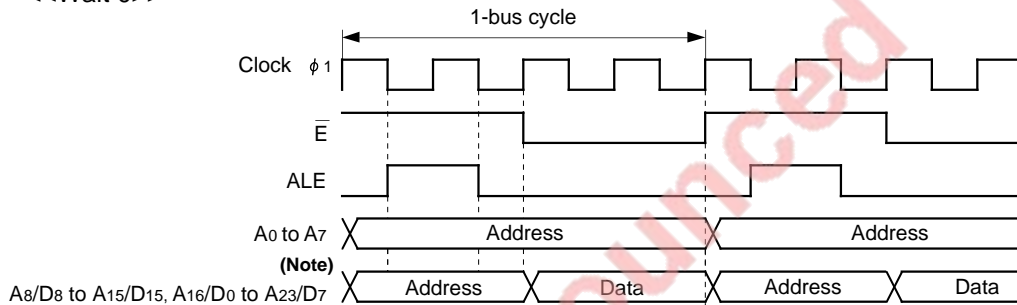 1-bus cycle
Clock φ 1
E
ALE
A0 to A7 Address Address
(Note)
A8/D8 to A15/D15, A16/D0 to A23/D7 Address Data Address Data